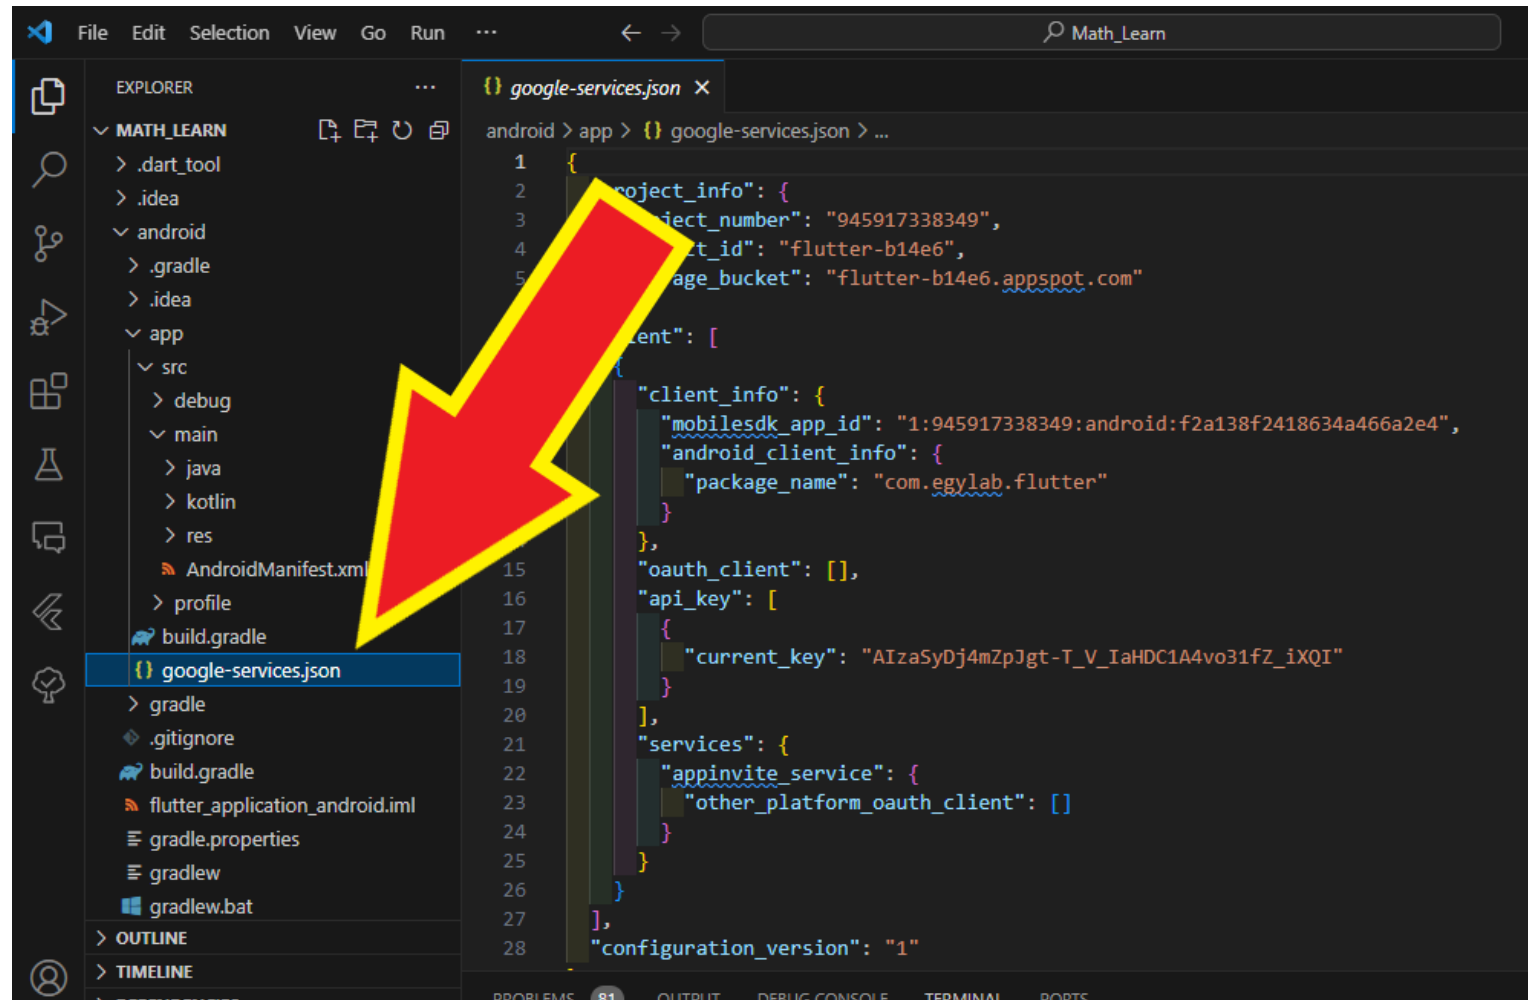 File Edit Selection View Go Run ...
Math_Learn
EXPLORER
MATH_LEARN
.dart_tool
.idea
android
.gradle
.idea
app
src
debug
main
java
kotlin
res
AndroidManifest.xml
profile
build.gradle
{} google-services.json
gradle
.gitignore
build.gradle
flutter_application_android.iml
gradle.properties
gradlew
gradlew.bat
OUTLINE
TIMELINE
{} google-services.json
android > app > {} google-services.json > ...
1 {
2 roject_info": {
3 ject_number": "945917338349",
4 t_id": "flutter-b14e6",
5 age_bucket": "flutter-b14e6.appspot.com"
ent": [
{
"client_info": {
"mobilesdk_app_id": "1:945917338349:android:f2a138f2418634a466a2e4",
"android_client_info": {
"package_name": "com.egylab.flutter"
}
},
15 "oauth_client": [],
16 "api_key": [
17 {
18 "current_key": "AIzaSyDj4mZpJgt-T_V_IaHDC1A4vo31fZ_iXQI"
19 }
20 ],
21 "services": {
22 "appinvite_service": {
23 "other_platform_oauth_client": []
24 }
25 }
26 }
27 ],
28 "configuration_version": "1"
PROBLEMS 81 OUTPUT DEBUG CONSOLE TERMINAL PORTS